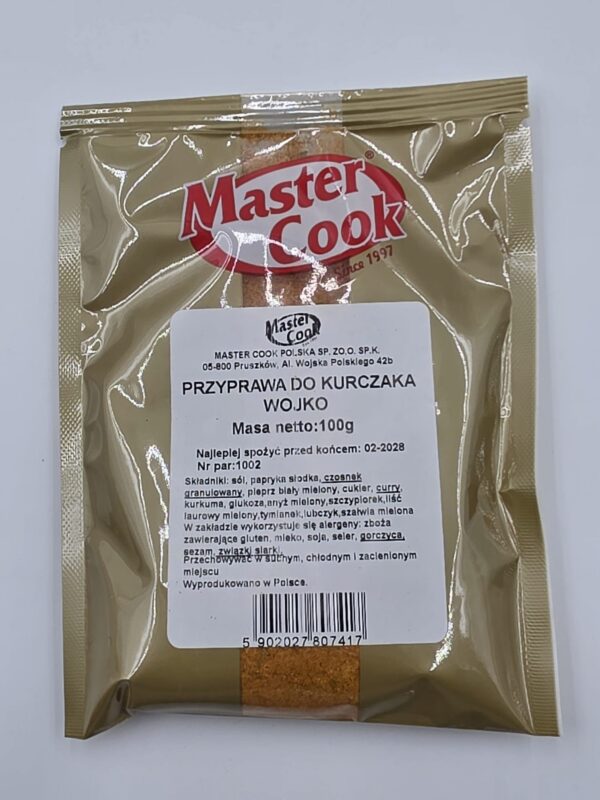 Master®
Cook
Since 1997
Master
Cook
MASTER COOK POLSKA SP. ZO.O. SP.K.
05-800 Pruszków, Al. Wojska Polskiego 42b
PRZYPRAWA DO KURCZAKA
WOJKO
Masa netto:100g
Najlepiej spożyć przed końcem: 02-2028
Nr par:1002
Składniki: sól, papryka słodka, czosnek
granulowany, pieprz biały mielony, cukier, curry,
kurkuma, glukoza,anyż mielony,szczypiorek,liść
laurowy mielony,tymianek,lubczyk,szałwia mielona
W zakładzie wykorzystuje się alergeny: zboża
zawierające gluten, mleko, soja, seler, gorczyca,
sezam, związki siarki.
Przechowywać w suchym, chłodnym i zacienionym
miejscu
Wyprodukowano w Polsce.
5 902027 807417